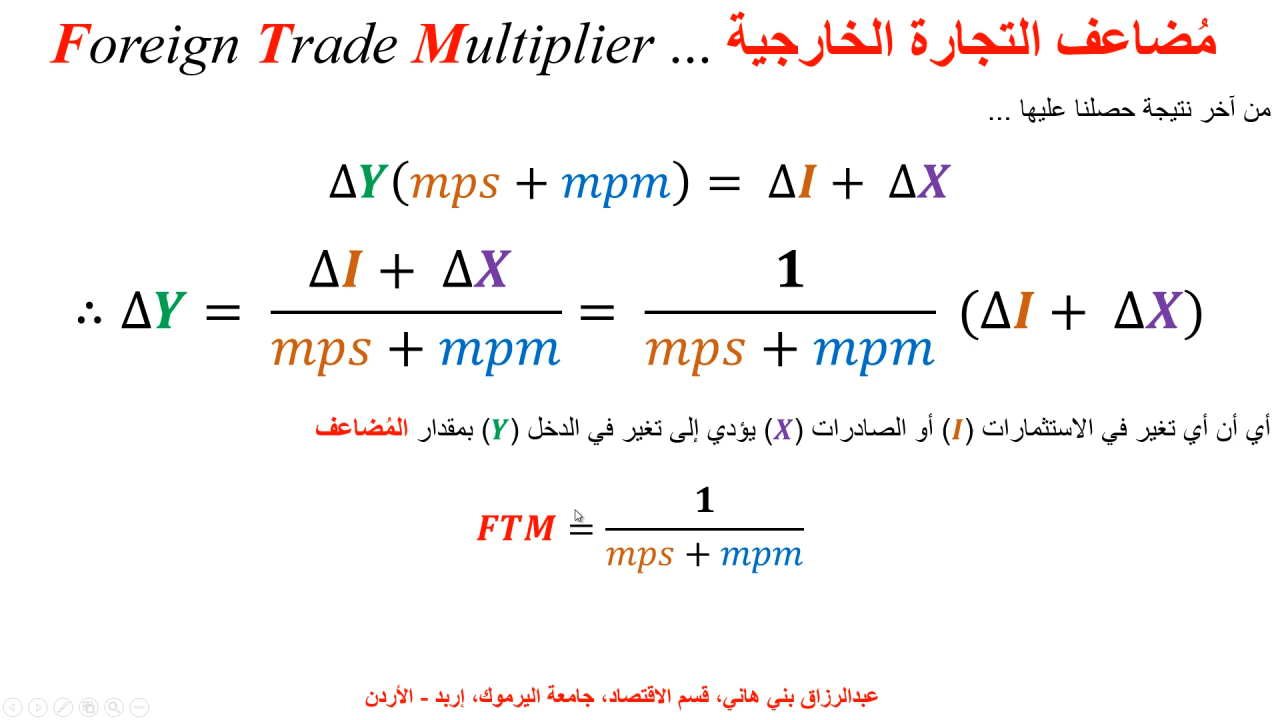 مُضاعف التجارة الخارجية ... Foreign Trade Multiplier
من آخر نتيجة حصلنا عليها ...
ΔY(mps + mpm) = ΔI + ΔX
∴ ΔY = (ΔI + ΔX)/(mps + mpm) = 1/(mps + mpm) (ΔI + ΔX)
أي أن أي تغير في الاستثمارات (I) أو الصادرات (X) يؤدي إلى تغير في الدخل (Y) بمقدار المُضاعف
FTM = 1/(mps + mpm)
عبدالرزاق بني هاني، قسم الاقتصاد، جامعة اليرموك، إربد - الأردن